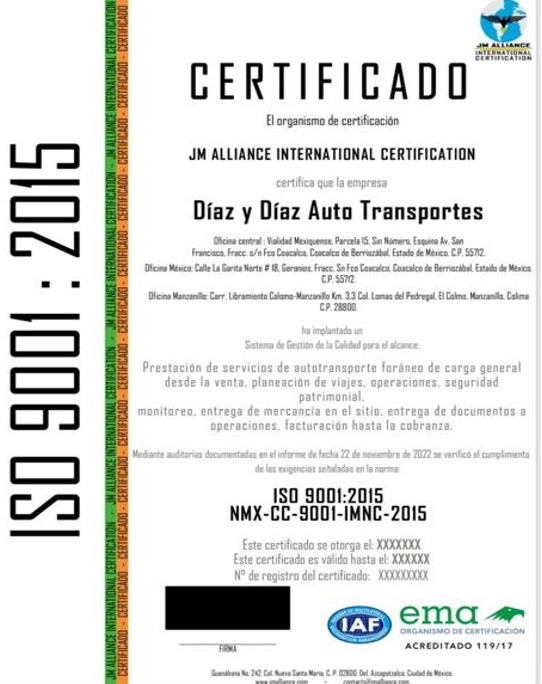 JM ALLIANCE
INTERNATIONAL
CERTIFICATION
ISO 9001 : 2015
JM ALLIANCE INTERNATIONAL CERTIFICATION - JM ALLIANCE INTERNATIONAL CERTIFICATION - JM ALLIANCE INTERNATIONAL CERTIFICATION - JM ALLIANCE INTERNATIONAL CERTIFICATION
CERTIFICADO - CERTIFICADO - CERTIFICADO - CERTIFICADO - CERTIFICADO - CERTIFICADO - CERTIFICADO - CERTIFICADO
CERTIFICADO
El organismo de certificación
JM ALLIANCE INTERNATIONAL CERTIFICATION
certifica que la empresa
Díaz y Díaz Auto Transportes
Oficina central : Vialidad Mexiquense, Parcela 15, Sin Número, Esquina Av. San
Francisco, Fracc. s/n Fco Coacalco, Coacalco de Berriozábal, Estado de México. C.P. 55712.
Oficina México: Calle La Garita Norte # 18, Geranios, Fracc. Sn Fco Coacalco, Coacalco de Berriozábal, Estado de México.
C.P. 55712.
Oficina Manzanillo: Carr. Libramiento Colomo-Manzanillo Km. 3.3 Col. Lomas del Pedregal, El Colmo, Manzanillo, Colima
C.P. 28800.
ha implantado un
Sistema de Gestión de la Calidad para el alcance:
Prestación de servicios de autotransporte foráneo de carga general
desde la venta, planeación de viajes, operaciones, seguridad
patrimonial,
monitoreo, entrega de mercancía en el sitio, entrega de documentos a
operaciones, facturación hasta la cobranza.
Mediante auditorías documentadas en el informe de fecha 22 de noviembre de 2022 se verificó el cumplimiento
de las exigencias señaladas en la norma:
ISO 9001:2015
NMX-CC-9001-IMNC-2015
Este certificado se otorga el: XXXXXXX
Este certificado es válido hasta el: XXXXXX
Nº de registro del certificado: XXXXXXXXX
FIRMA
IAF
ema
ORGANISMO DE CERTIFICACIÓN
ACREDITADO 119/17
Guanábana No. 242, Col. Nueva Santa María, C. P. 02800, Del. Azcapotzalco, Ciudad de México.
www.jmalliance.com - contacto@jmalliance.com